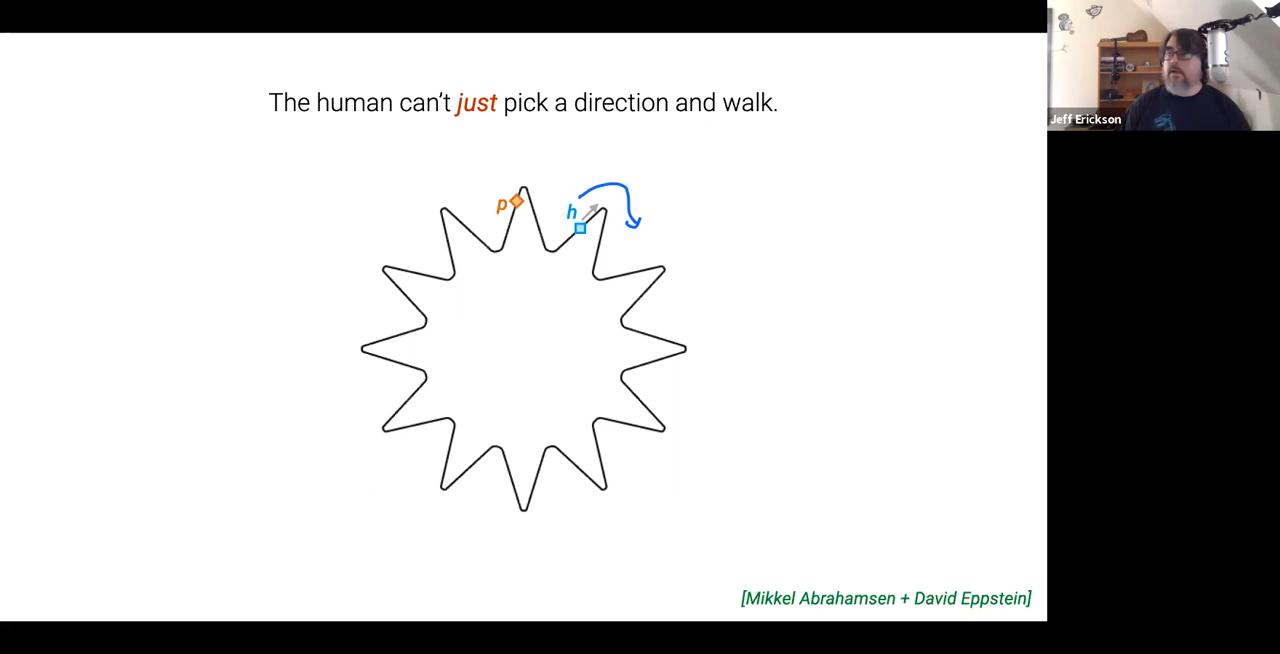 The human can't just pick a direction and walk.
Jeff Erickson
p
h
[Mikkel Abrahamsen + David Eppstein]